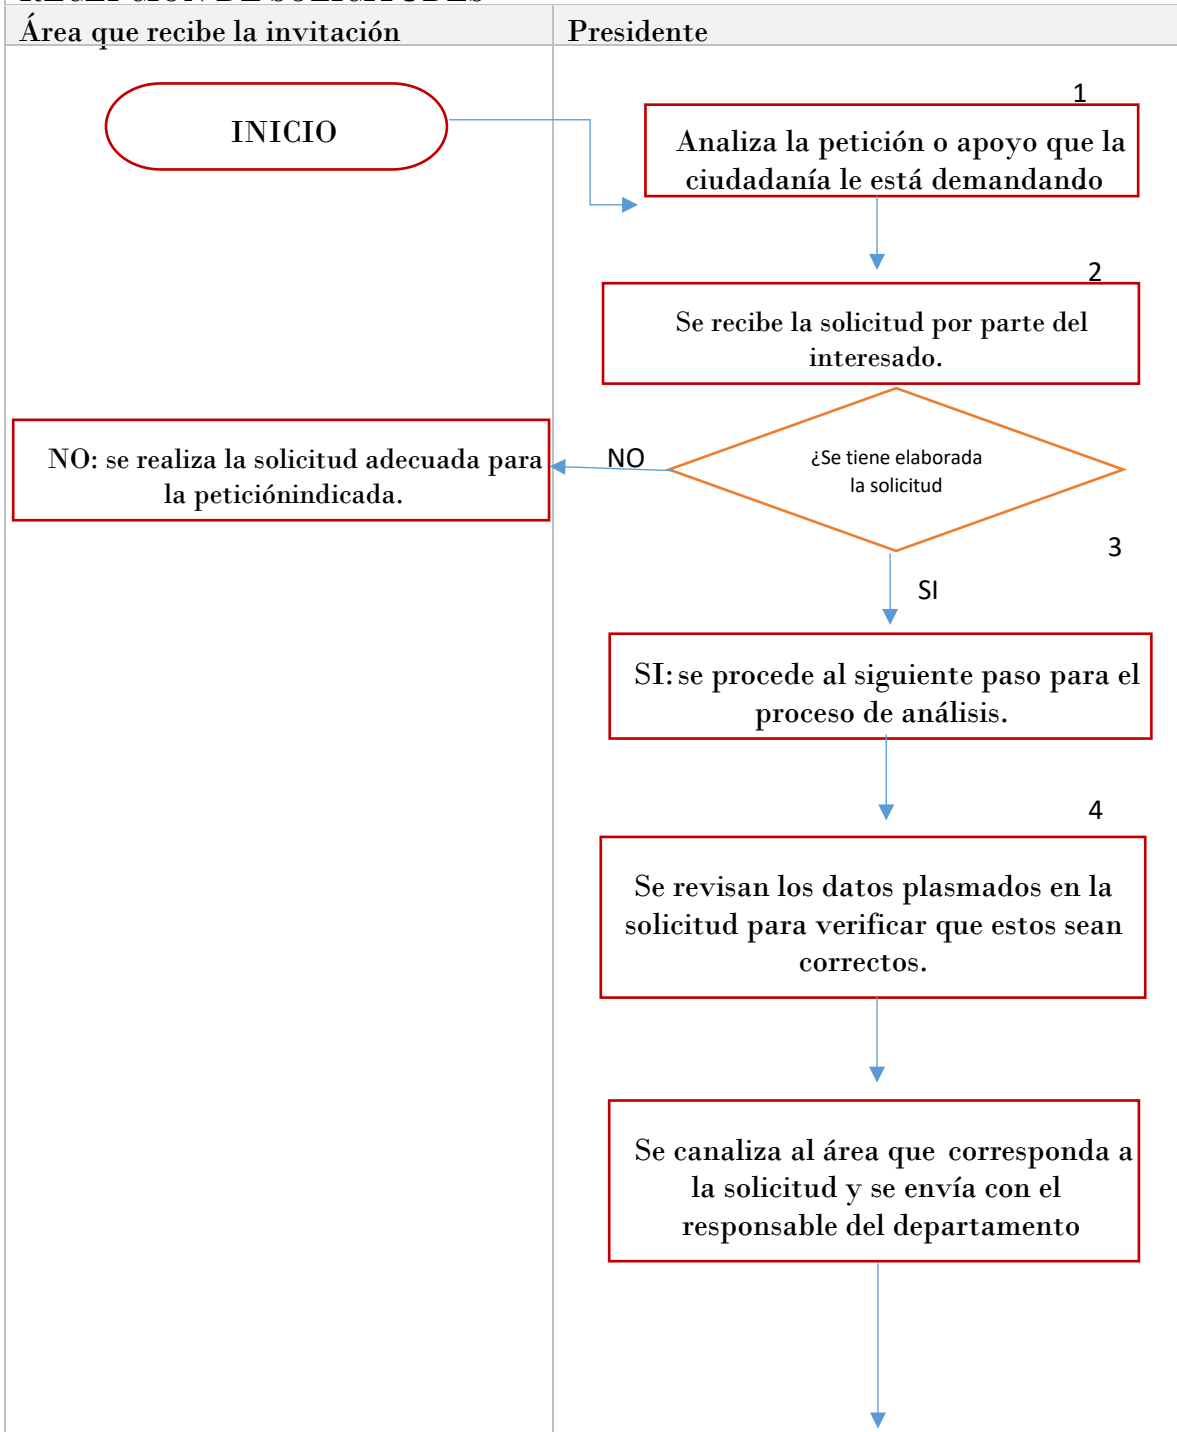 RECEPCIÓN DE SOLICITUDES
Área que recibe la invitación
Presidente
INICIO
1
Analiza la petición o apoyo que la
ciudadanía le está demandando
2
Se recibe la solicitud por parte del
interesado.
NO: se realiza la solicitud adecuada para
la peticiónindicada.
NO
¿Se tiene elaborada
la solicitud
3
SI
SI: se procede al siguiente paso para el
proceso de análisis.
4
Se revisan los datos plasmados en la
solicitud para verificar que estos sean
correctos.
Se canaliza al área que corresponda a
la solicitud y se envía con el
responsable del departamento